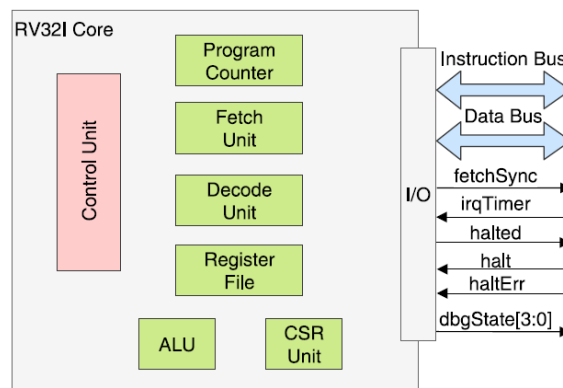 RV32I Core
Program
Counter
Fetch
Unit
Decode
Unit
Register
File
Control Unit
ALU
CSR
Unit
I/O
Instruction Bus
Data Bus
fetchSync
irqTimer
halted
halt
haltErr
dbgState[3:0]